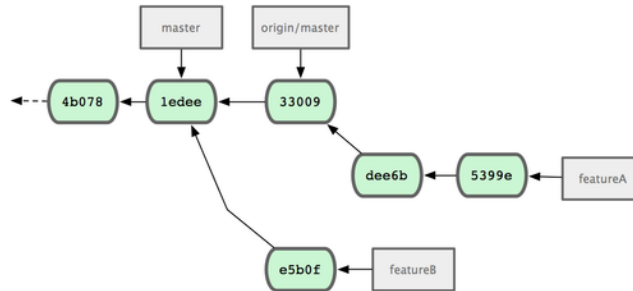 master
origin/master
4b078
1edee
33009
dee6b
5399e
featureA
e5b0f
featureB